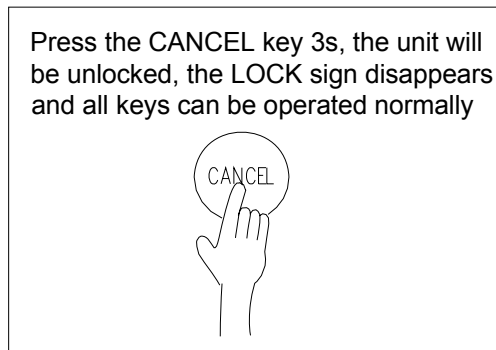 Press the CANCEL key 3s, the unit will
be unlocked, the LOCK sign disappears
and all keys can be operated normally
CANCEL